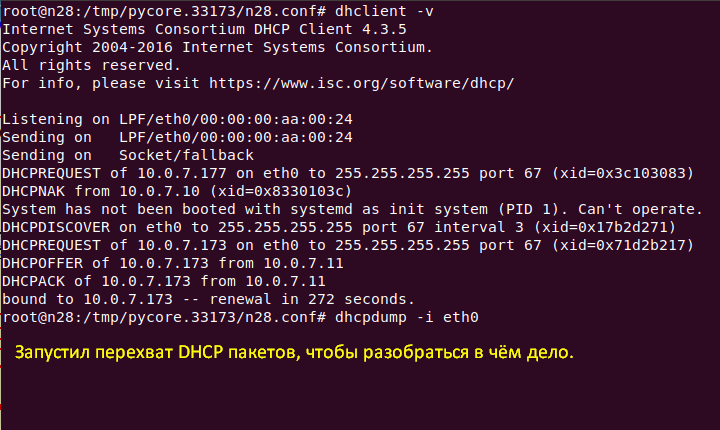 root@n28:/tmp/pycore.33173/n28.conf# dhclient -v
Internet Systems Consortium DHCP Client 4.3.5
Copyright 2004-2016 Internet Systems Consortium.
All rights reserved.
For info, please visit https://www.isc.org/software/dhcp/

Listening on LPF/eth0/00:00:00:aa:00:24
Sending on   LPF/eth0/00:00:00:aa:00:24
Sending on   Socket/fallback
DHCPREQUEST of 10.0.7.177 on eth0 to 255.255.255.255 port 67 (xid=0x3c103083)
DHCPNAK from 10.0.7.10 (xid=0x8330103c)
System has not been booted with systemd as init system (PID 1). Can't operate.
DHCPDISCOVER on eth0 to 255.255.255.255 port 67 interval 3 (xid=0x17b2d271)
DHCPREQUEST of 10.0.7.173 on eth0 to 255.255.255.255 port 67 (xid=0x71d2b217)
DHCPOFFER of 10.0.7.173 from 10.0.7.11
DHCPACK of 10.0.7.173 from 10.0.7.11
bound to 10.0.7.173 -- renewal in 272 seconds.
root@n28:/tmp/pycore.33173/n28.conf# dhcpdump -i eth0
Запустил перехват DHCP пакетов, чтобы разобраться в чём дело.